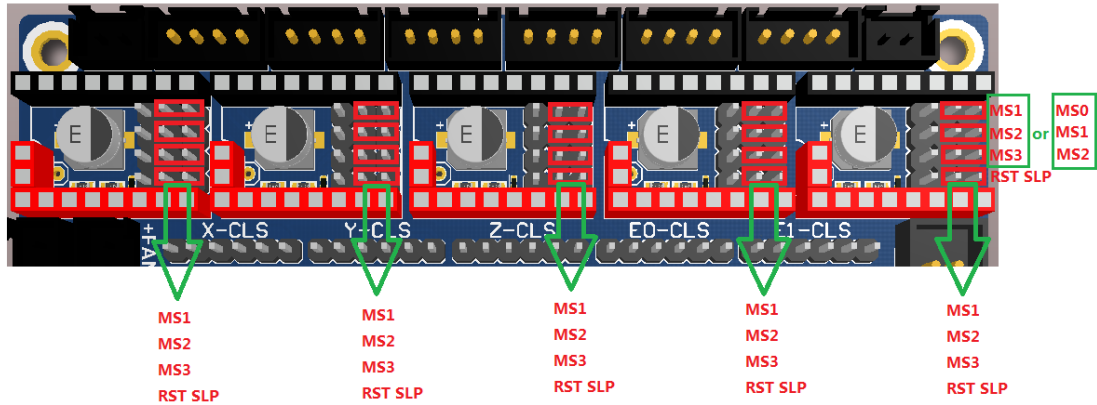 E E E E E
MS1 MS0
MS2 or MS1
MS3 MS2
RST SLP
X-CLS Y-CLS Z-CLS E0-CLS E1-CLS
+FAN
MS1 MS1 MS1 MS1 MS1
MS2 MS2 MS2 MS2 MS2
MS3 MS3 MS3 MS3 MS3
RST SLP RST SLP RST SLP RST SLP RST SLP